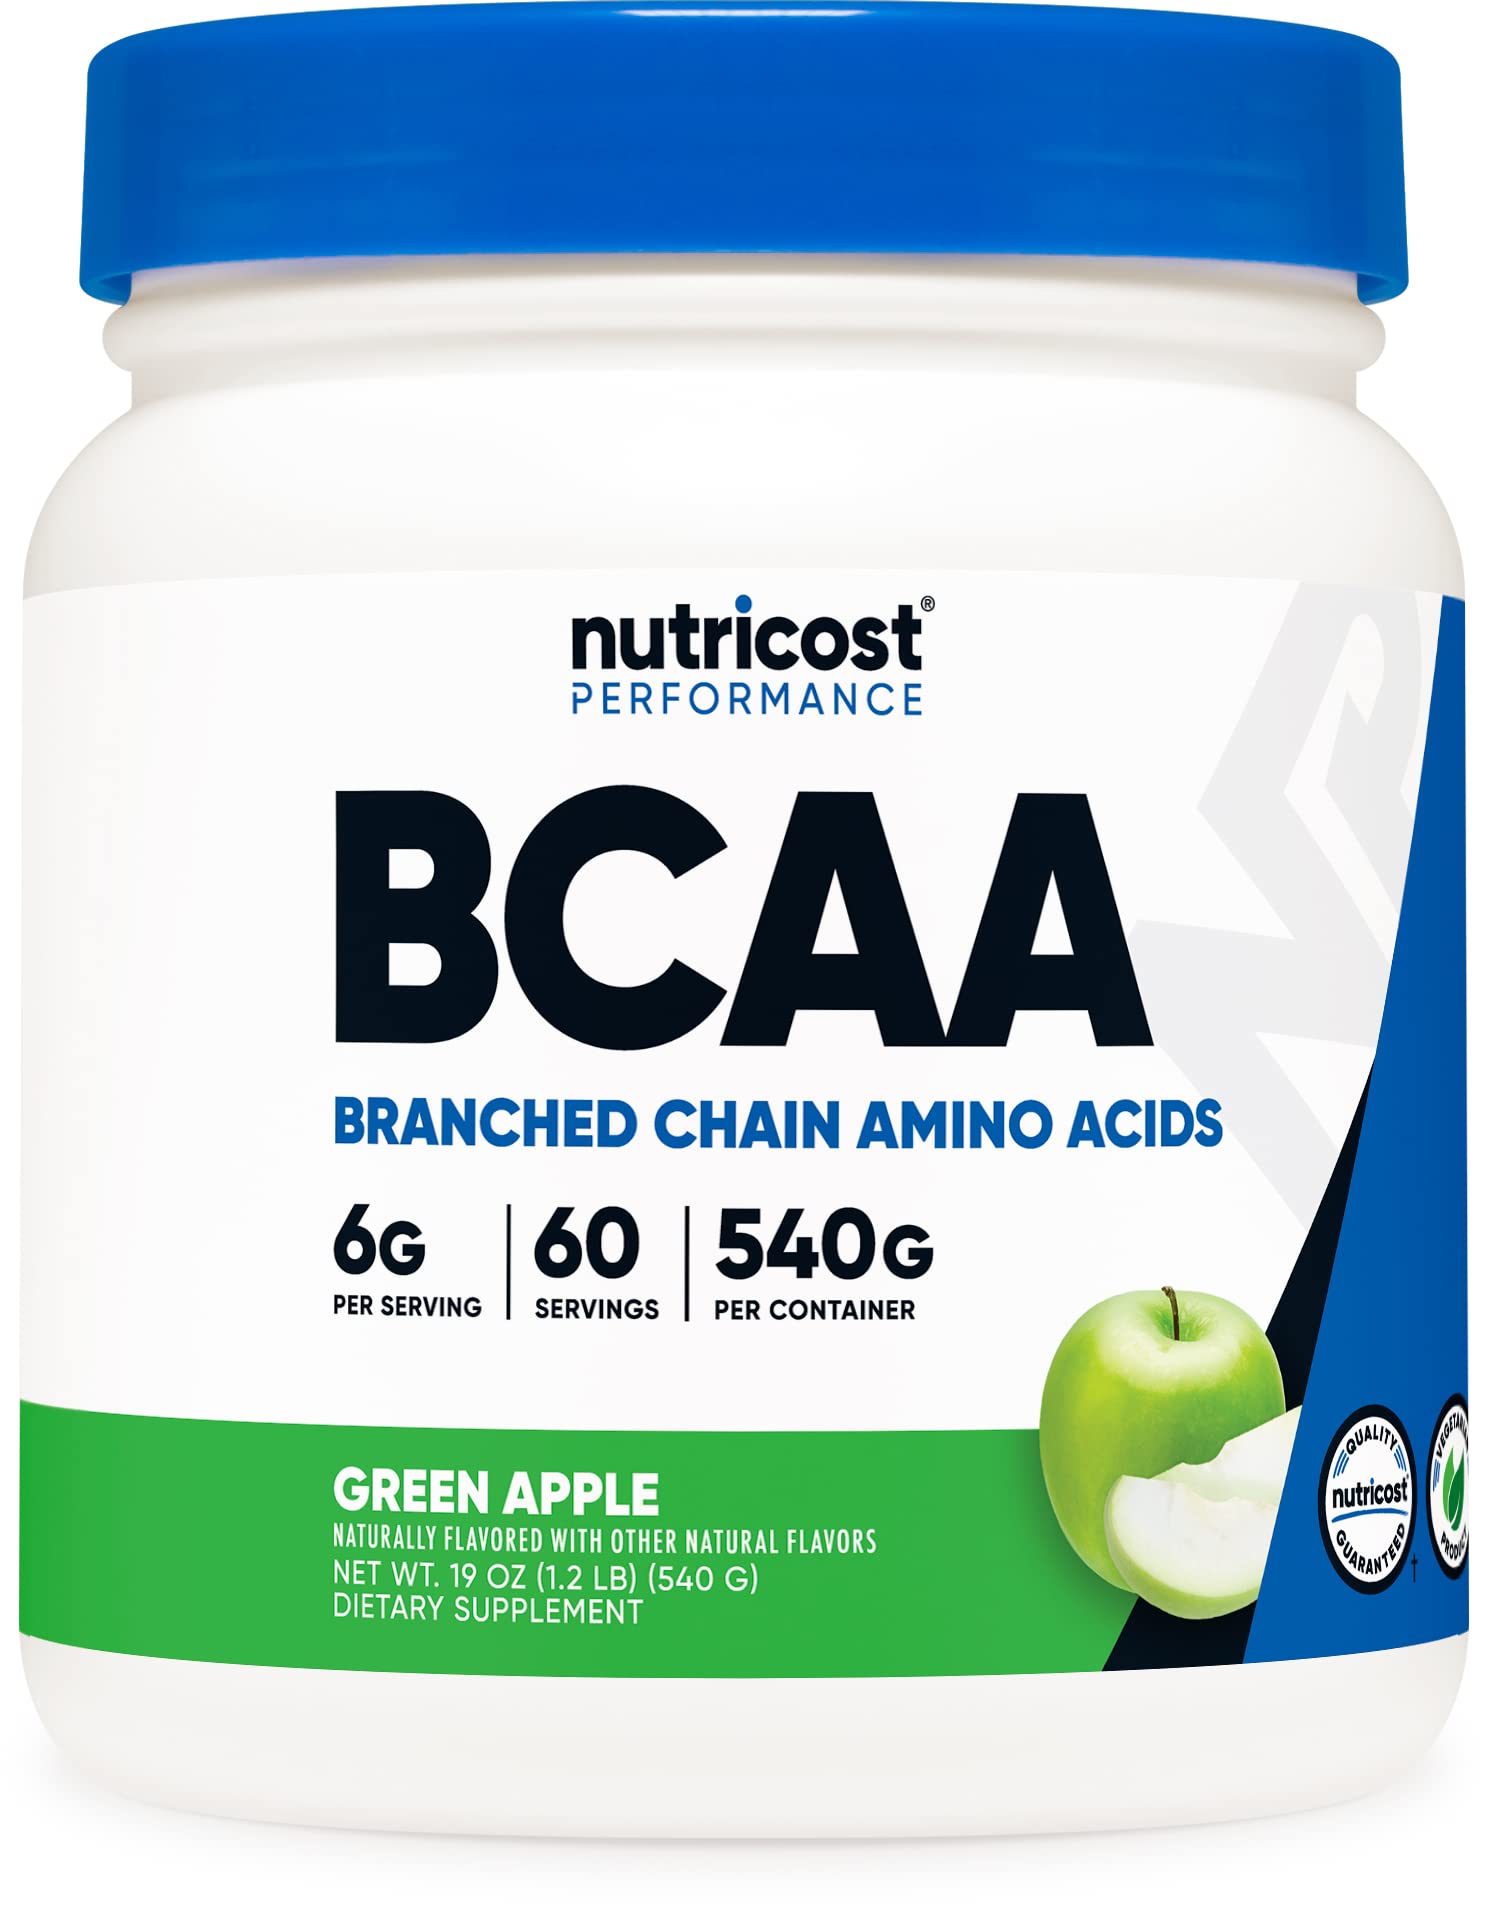 nutricost®
PERFORMANCE
BCAA
BRANCHED CHAIN AMINO ACIDS
6G
PER SERVING
60
SERVINGS
540G
PER CONTAINER
GREEN APPLE
NATURALLY FLAVORED WITH OTHER NATURAL FLAVORS
NET WT. 19 OZ (1.2 LB) (540 G)
DIETARY SUPPLEMENT
QUALITY
nutricost
GUARANTEED
†